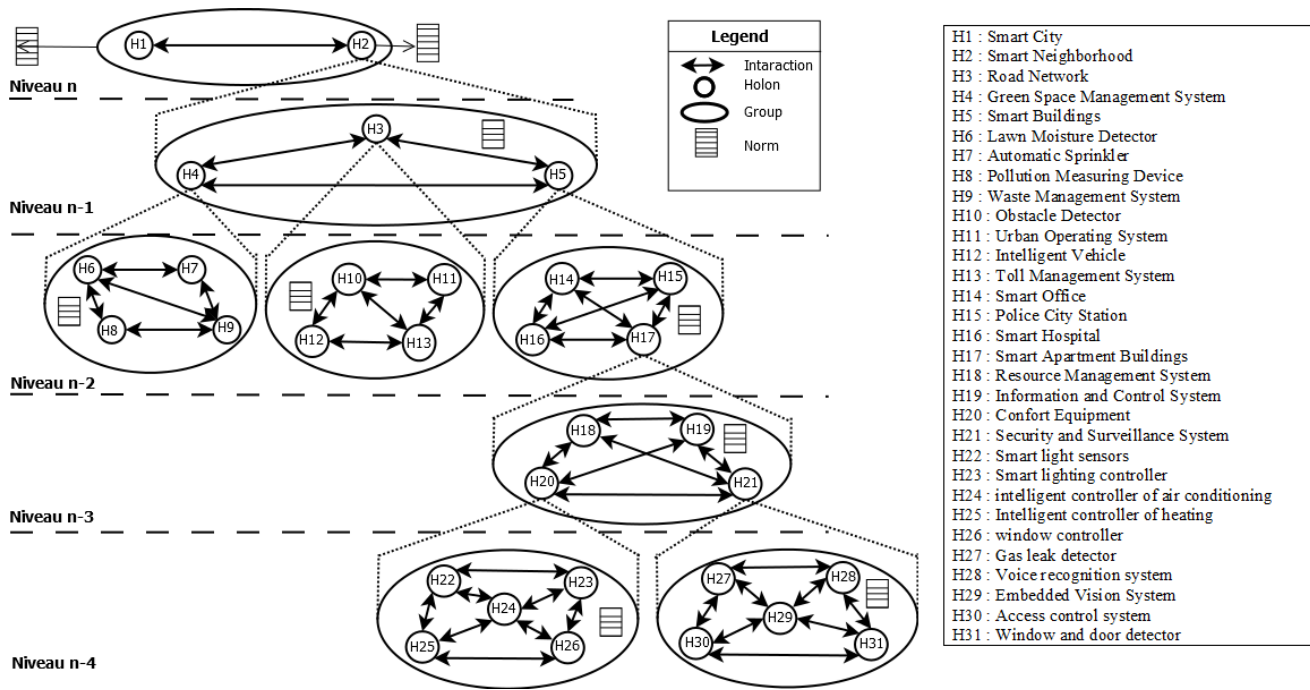 H1
H2
Niveau n
H3
H4
H5
Niveau n-1
H6
H7
H8
H9
H10
H11
H12
H13
H14
H15
H16
H17
Niveau n-2
H18
H19
H20
H21
Niveau n-3
H22
H23
H24
H25
H26
H27
H28
H29
H30
H31
Niveau n-4
Legend
Intaraction
Holon
Group
Norm
H1 : Smart City
H2 : Smart Neighborhood
H3 : Road Network
H4 : Green Space Management System
H5 : Smart Buildings
H6 : Lawn Moisture Detector
H7 : Automatic Sprinkler
H8 : Pollution Measuring Device
H9 : Waste Management System
H10 : Obstacle Detector
H11 : Urban Operating System
H12 : Intelligent Vehicle
H13 : Toll Management System
H14 : Smart Office
H15 : Police City Station
H16 : Smart Hospital
H17 : Smart Apartment Buildings
H18 : Resource Management System
H19 : Information and Control System
H20 : Confort Equipment
H21 : Security and Surveillance System
H22 : Smart light sensors
H23 : Smart lighting controller
H24 : intelligent controller of air conditioning
H25 : Intelligent controller of heating
H26 : window controller
H27 : Gas leak detector
H28 : Voice recognition system
H29 : Embedded Vision System
H30 : Access control system
H31 : Window and door detector